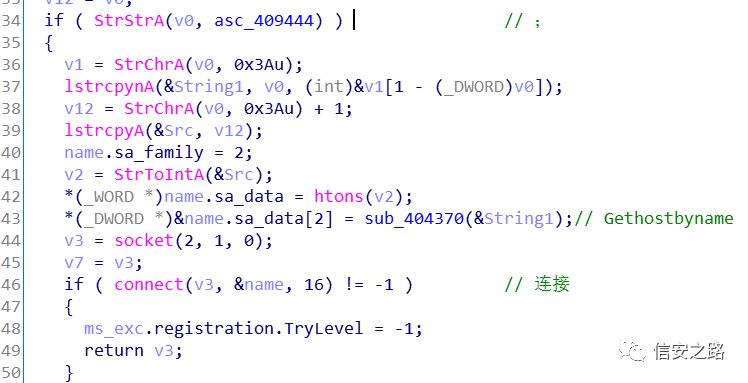 34 if ( StrStrA(v0, asc_409444) ) // ；
35 {
36 v1 = StrChrA(v0, 0x3Au);
37 lstrcpynA(&String1, v0, (int)&v1[1 - (_DWORD)v0]);
38 v12 = StrChrA(v0, 0x3Au) + 1;
39 lstrcpyA(&Src, v12);
40 name.sa_family = 2;
41 v2 = StrToIntA(&Src);
42 *(_WORD *)name.sa_data = htons(v2);
43 *(_DWORD *)&name.sa_data[2] = sub_404370(&String1);// Gethostbyname
44 v3 = socket(2, 1, 0);
45 v7 = v3;
46 if ( connect(v3, &name, 16) != -1 ) // 连接
47 {
48 ms_exc.registration.TryLevel = -1;
49 return v3;
50 }
信安之路